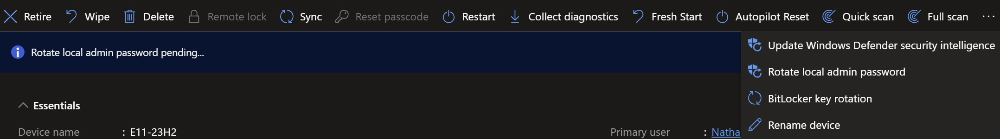 Retire Wipe Delete Remote lock Sync Reset passcode Restart Collect diagnostics Fresh Start Autopilot Reset Quick scan Full scan ...
Rotate local admin password pending...
Update Windows Defender security intelligence
Rotate local admin password
BitLocker key rotation
Rename device
Essentials
Device name : E11-23H2
Primary user : Natha